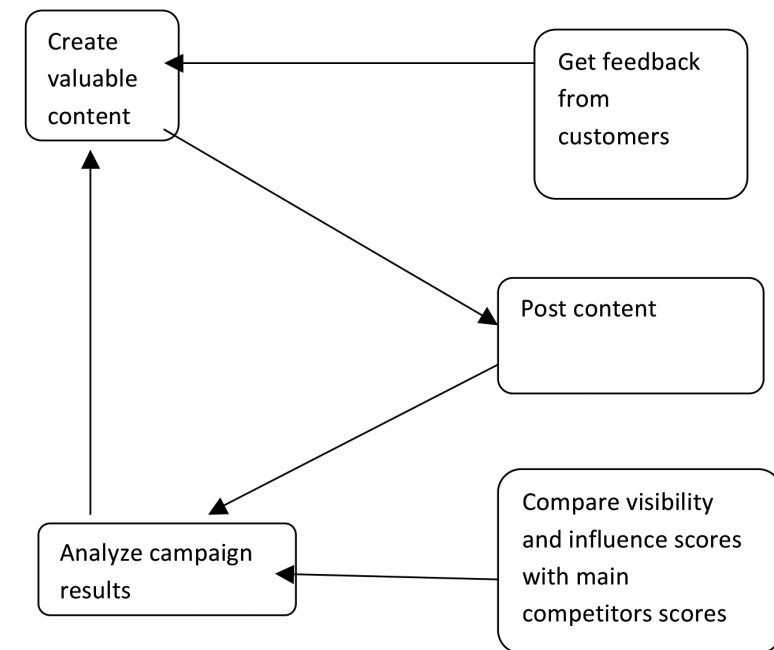 Create
valuable
content
Get feedback
from
customers
Post content
Analyze campaign
results
Compare visibility
and influence scores
with main
competitors scores